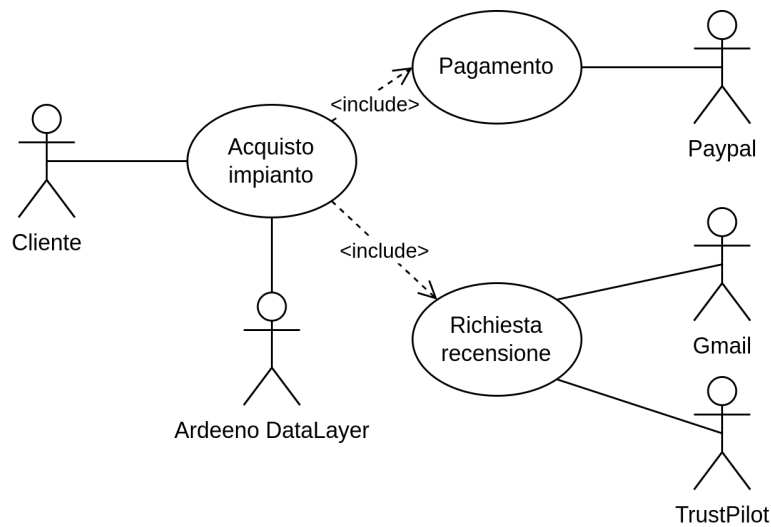 Pagamento
<include>
Paypal
Acquisto
impianto
Cliente
<include>
Richiesta
recensione
Gmail
Ardeeno DataLayer
TrustPilot